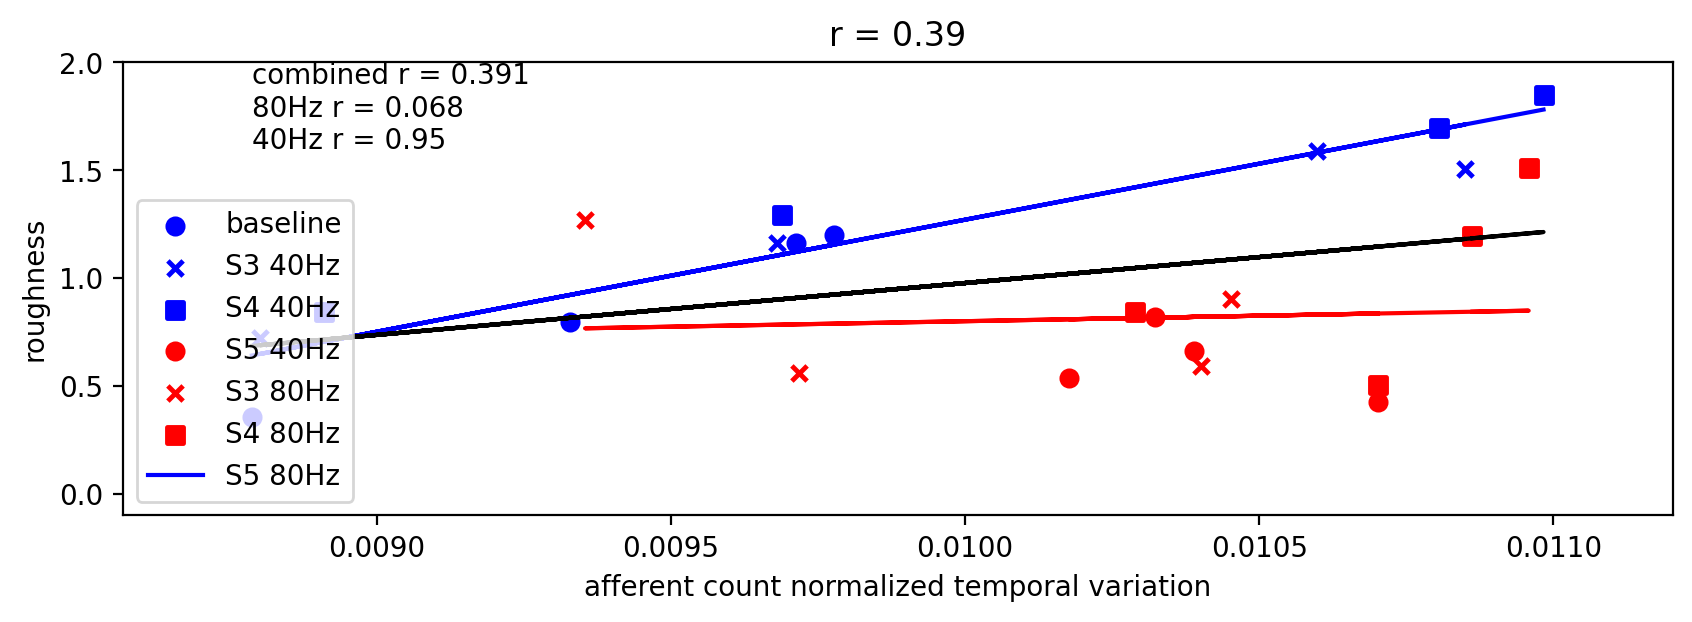 r = 0.39
combined r = 0.391
80Hz r = 0.068
40Hz r = 0.95
2.0
1.5
1.0
0.5
0.0
roughness
baseline
S3 40Hz
S4 40Hz
S5 40Hz
S3 80Hz
S4 80Hz
S5 80Hz
0.0090
0.0095
0.0100
0.0105
0.0110
afferent count normalized temporal variation